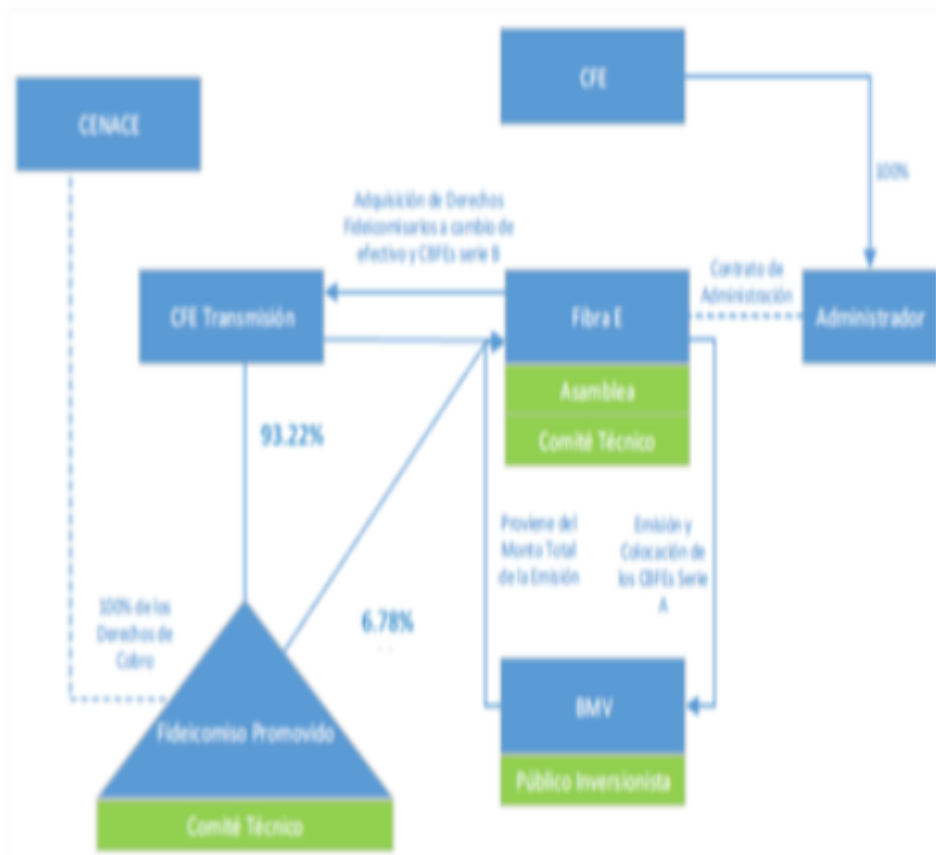 CFE
CENACE
100%
Adquisición de Derechos
Fideicomisarios a cambio de
efectivo y CBFEs serie B
Contrato de
Administración
CFE Transmisión
Fibra E
Administrador
Asamblea
Comité Técnico
93.22%
Proviene del
Monto Total
de la Emisión
Emisión y
Colocación de
los CBFEs Serie
A
100% de los
Derechos de
Cobro
6.78%
BMV
Fideicomiso Promovido
Público Inversionista
Comité Técnico